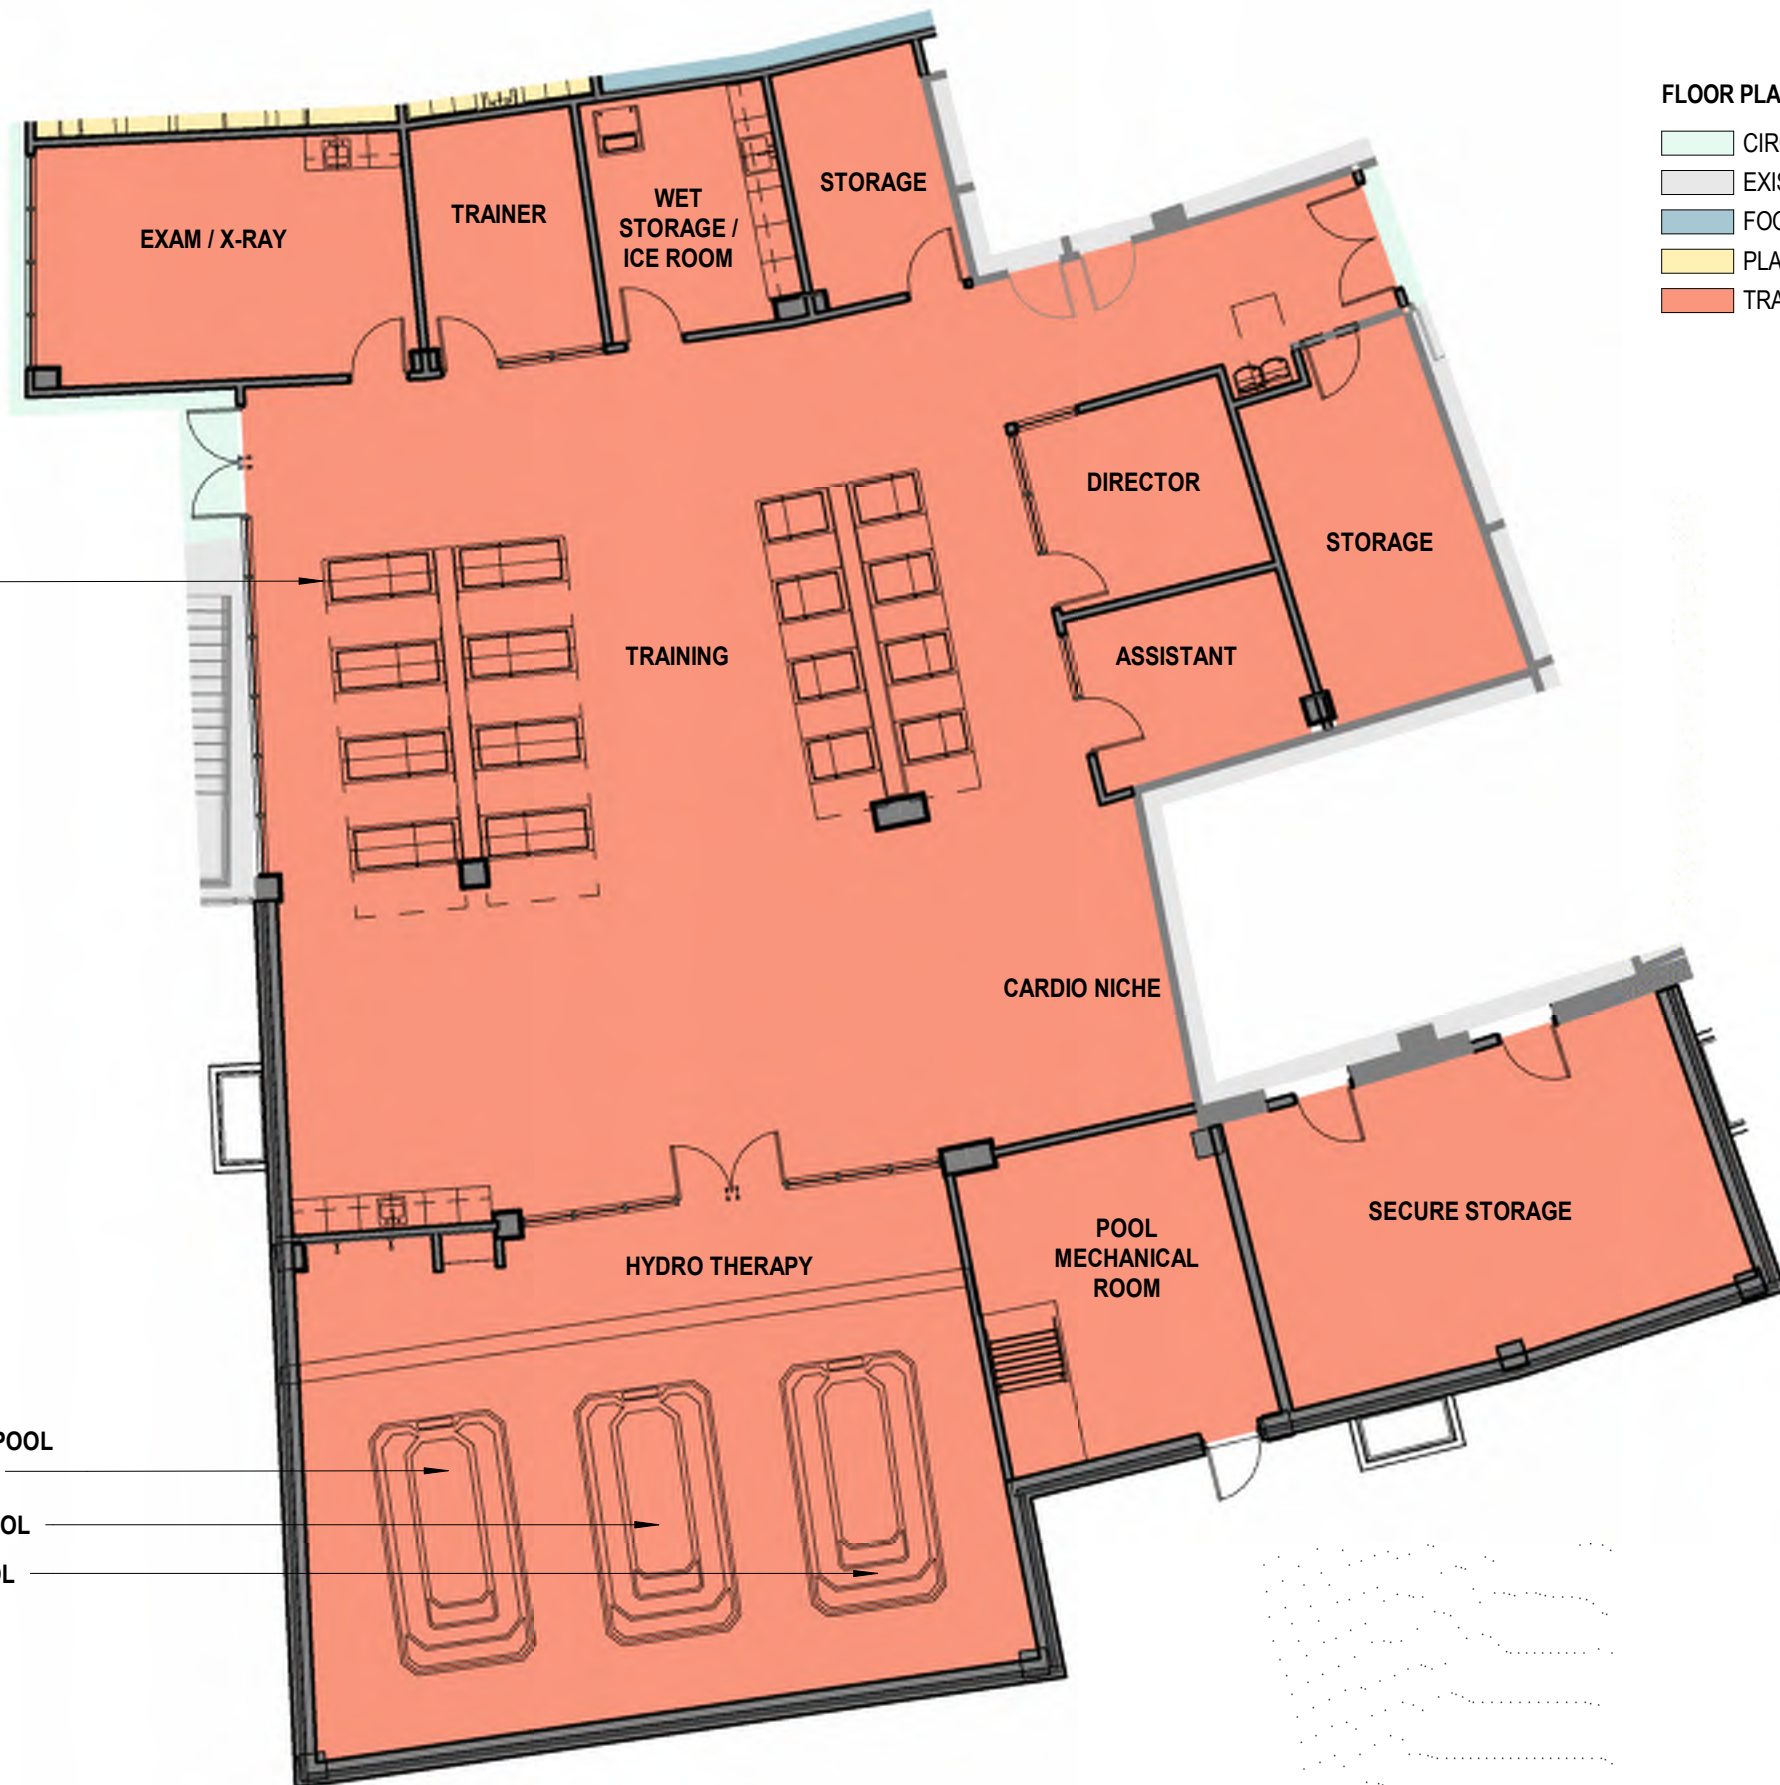 FLOOR PLA
CIR
EXIS
FOO
PLA
TRA
EXAM / X-RAY
TRAINER
WET
STORAGE /
ICE ROOM
STORAGE
DIRECTOR
STORAGE
TRAINING
ASSISTANT
CARDIO NICHE
SECURE STORAGE
POOL
MECHANICAL
ROOM
HYDRO THERAPY
POOL
OL
OL